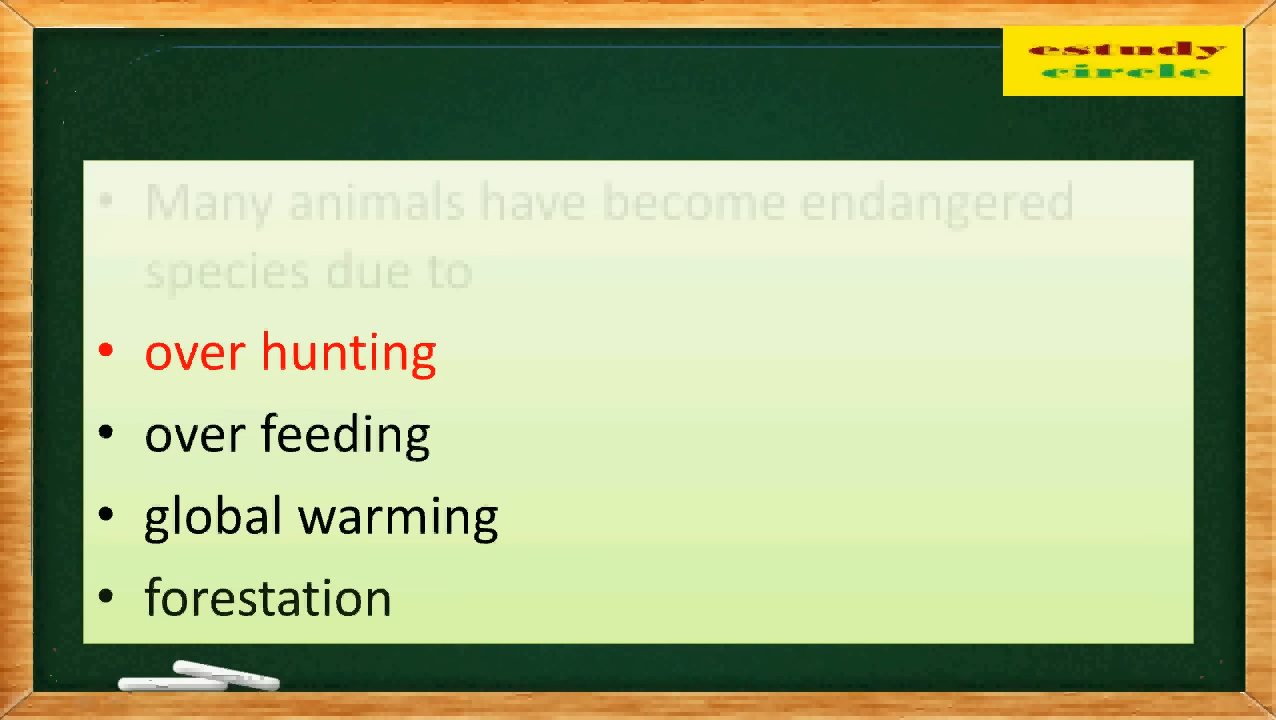 estudy
circle
• Many animals have become endangered
species due to
• over hunting
• over feeding
• global warming
• forestation